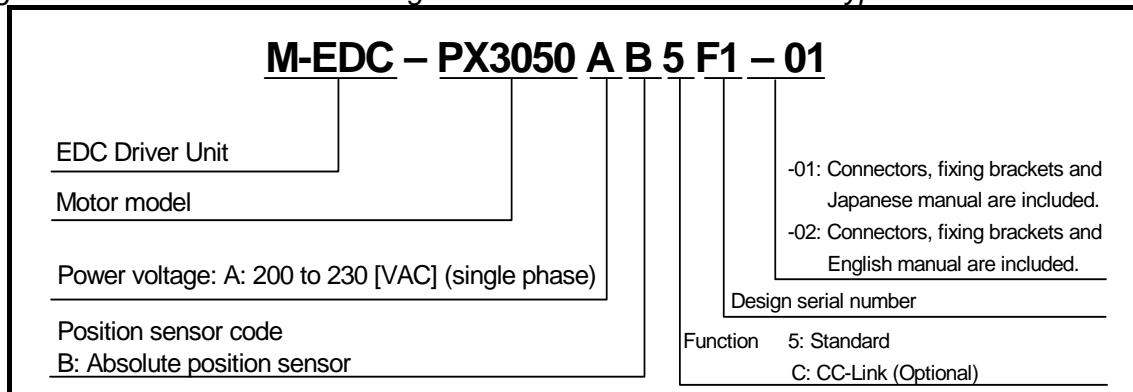 M-EDC – PX3050 A B 5 F1 – 01
EDC Driver Unit
Motor model
Power voltage: A: 200 to 230 [VAC] (single phase)
Position sensor code
B: Absolute position sensor
-01: Connectors, fixing brackets and
Japanese manual are included.
-02: Connectors, fixing brackets and
English manual are included.
Design serial number
Function 5: Standard
C: CC-Link (Optional)